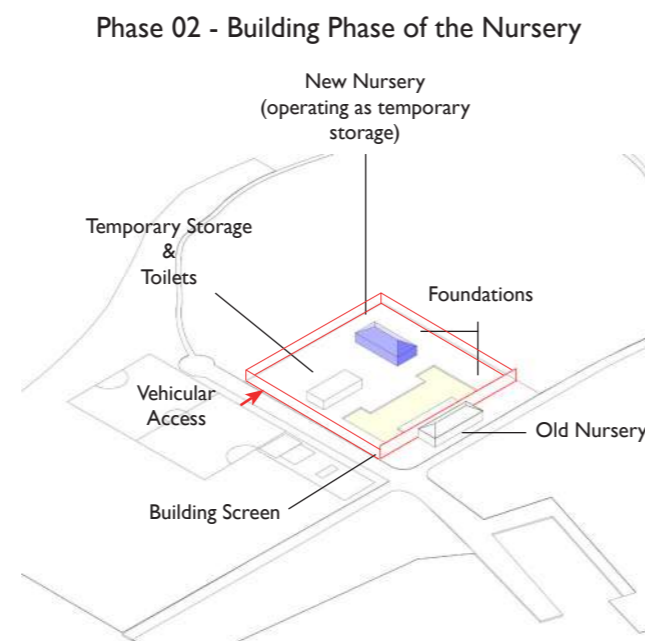 Phase 02 - Building Phase of the Nursery
New Nursery
(operating as temporary
storage)
Temporary Storage
&
Toilets
Foundations
Vehicular
Access
Old Nursery
Building Screen